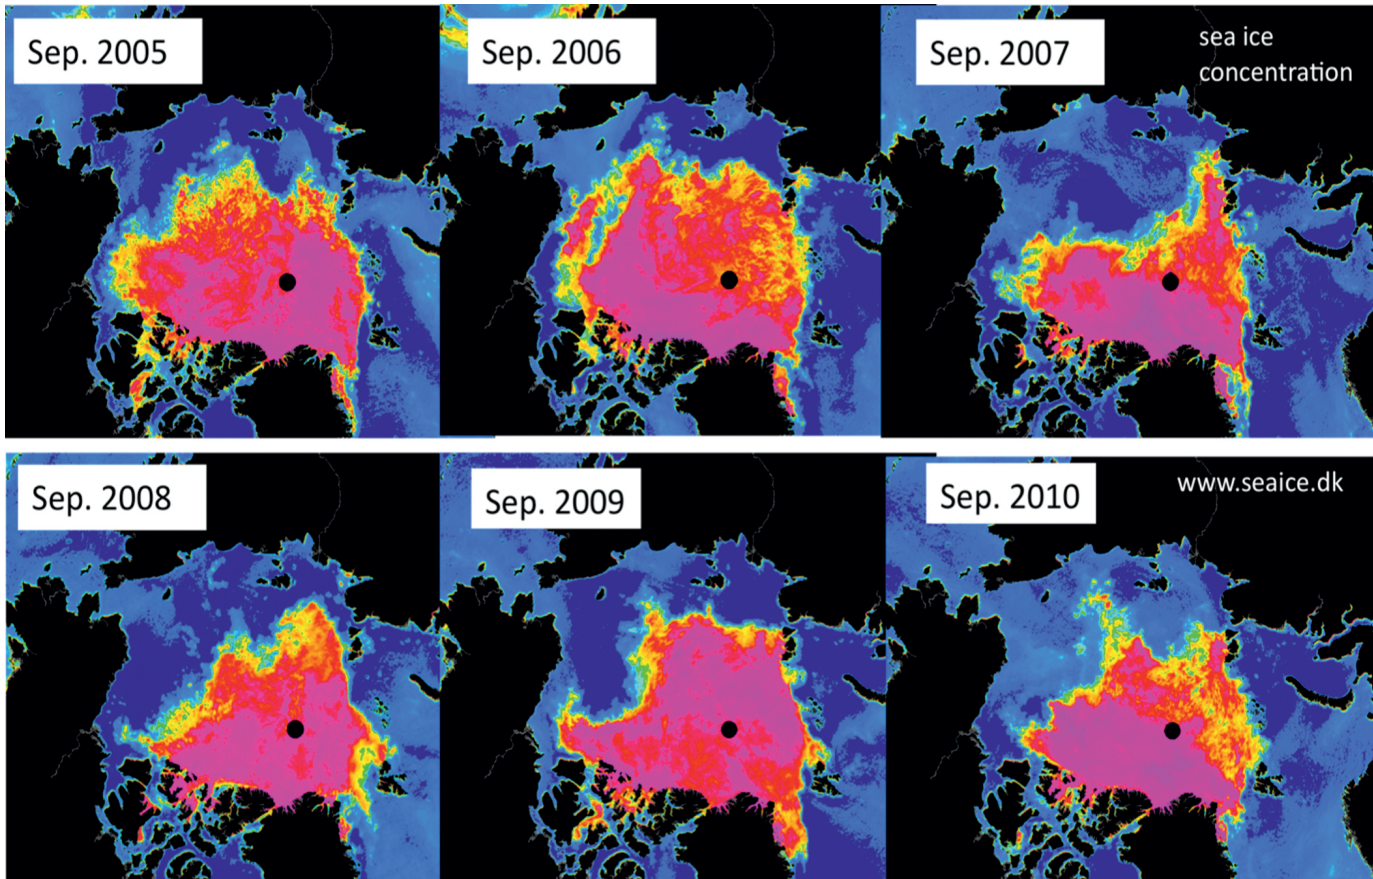 Sep. 2005
Sep. 2006
Sep. 2007
sea ice
concentration
Sep. 2008
Sep. 2009
Sep. 2010
www.seaice.dk